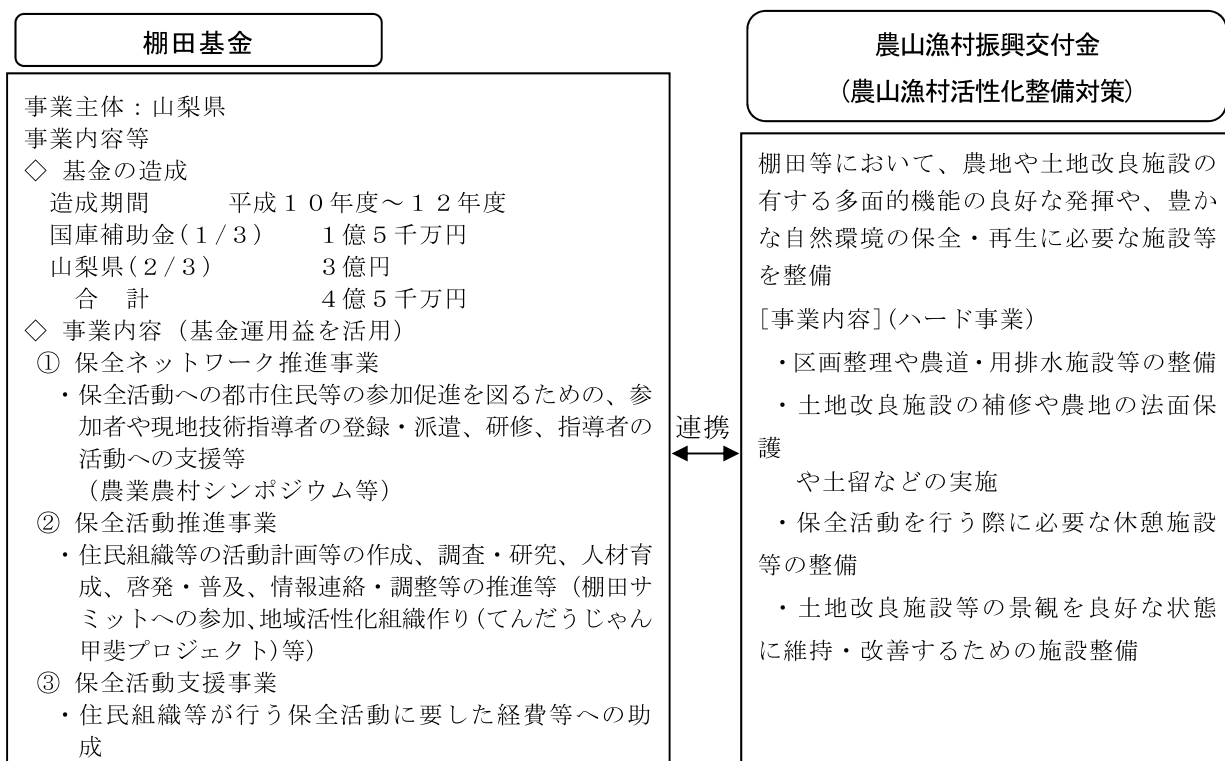 棚田基金
事業主体：山梨県
事業内容等
◇ 基金の造成
造成期間　　　平成１０年度～１２年度
国庫補助金(１/３)　　１億５千万円
山梨県(２/３)　　　　３億円
合　計　　　　　　４億５千万円
◇ 事業内容（基金運用益を活用）
① 保全ネットワーク推進事業
・保全活動への都市住民等の参加促進を図るための、参
加者や現地技術指導者の登録・派遣、研修、指導者の
活動への支援等
（農業農村シンポジウム等）
② 保全活動推進事業
・住民組織等の活動計画等の作成、調査・研究、人材育
成、啓発・普及、情報連絡・調整等の推進等（棚田サ
ミットへの参加、地域活性化組織作り(てんだうじゃん
甲斐プロジェクト)等）
③ 保全活動支援事業
・住民組織等が行う保全活動に要した経費等への助
成
連携
農山漁村振興交付金
(農山漁村活性化整備対策)
棚田等において、農地や土地改良施設の
有する多面的機能の良好な発揮や、豊か
な自然環境の保全・再生に必要な施設等
を整備
[事業内容](ハード事業)
・区画整理や農道・用排水施設等の整備
・土地改良施設の補修や農地の法面保
護
や土留などの実施
・保全活動を行う際に必要な休憩施設
等の整備
・土地改良施設等の景観を良好な状態
に維持・改善するための施設整備